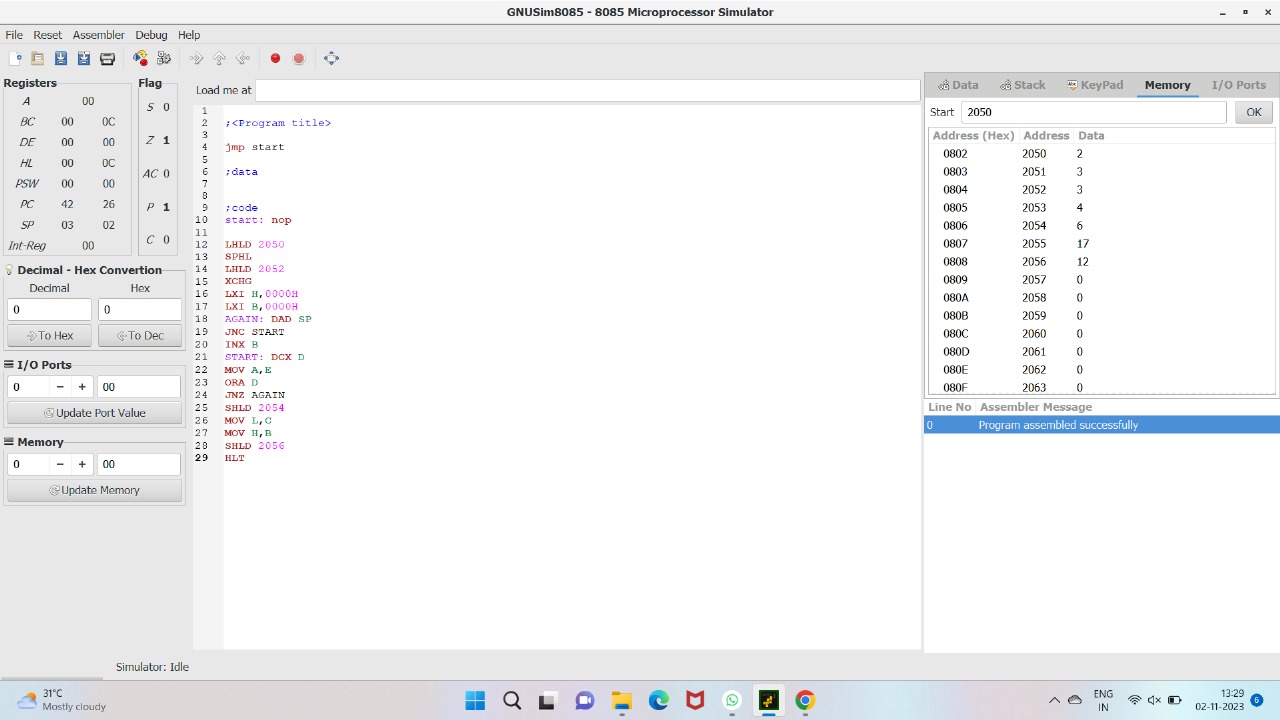 GNUSim8085 - 8085 Microprocessor Simulator
File Reset Assembler Debug Help
Registers
A 00
BC 00 0C
DE 00 00
HL 00 0C
PSW 00 00
PC 42 26
SP 03 02
Int-Reg 00
Flag
S 0
Z 1
AC 0
P 1
C 0
Decimal - Hex Convertion
Decimal Hex
0 0
To Hex To Dec
I/O Ports
0 − + 00
Update Port Value
Memory
0 − + 00
Update Memory
Load me at
1
2 ;<Program title>
3
4 jmp start
5
6 ;data
7
8
9 ;code
10 start: nop
11
12 LHLD 2050
13 SPHL
14 LHLD 2052
15 XCHG
16 LXI H,0000H
17 LXI B,0000H
18 AGAIN: DAD SP
19 JNC START
20 INX B
21 START: DCX D
22 MOV A,E
23 ORA D
24 JNZ AGAIN
25 SHLD 2054
26 MOV L,C
27 MOV H,B
28 SHLD 2056
29 HLT
Data Stack KeyPad Memory I/O Ports
Start 2050 OK
Address (Hex) Address Data
0802 2050 2
0803 2051 3
0804 2052 3
0805 2053 4
0806 2054 6
0807 2055 17
0808 2056 12
0809 2057 0
080A 2058 0
080B 2059 0
080C 2060 0
080D 2061 0
080E 2062 0
080F 2063 0
Line No Assembler Message
0 Program assembled successfully
Simulator: Idle
31°C
Mostly cloudy
ENG
IN
13:29
02-11-2023
6